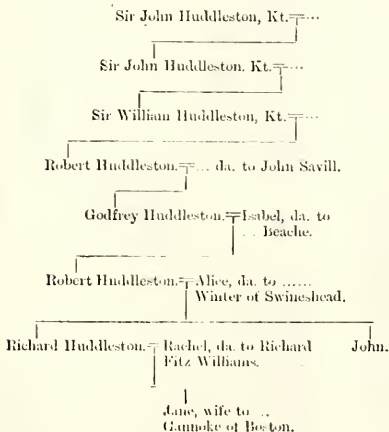 Sir John Huddleston, Kt.=...
Sir John Huddleston. Kt.=...
Sir William Huddleston, Kt.=...
Robert Huddleston.=... da. to John Savill.
Godfrey Huddleston.=Isabel, da. to
.. Beache.
Robert Huddleston.=Alice, da. to ......
Winter of Swineshead.
Richard Huddleston.=Rachel, da. to Richard
Fitz Williams.
John.
Jane, wife to ..
Gannoke of Boston.